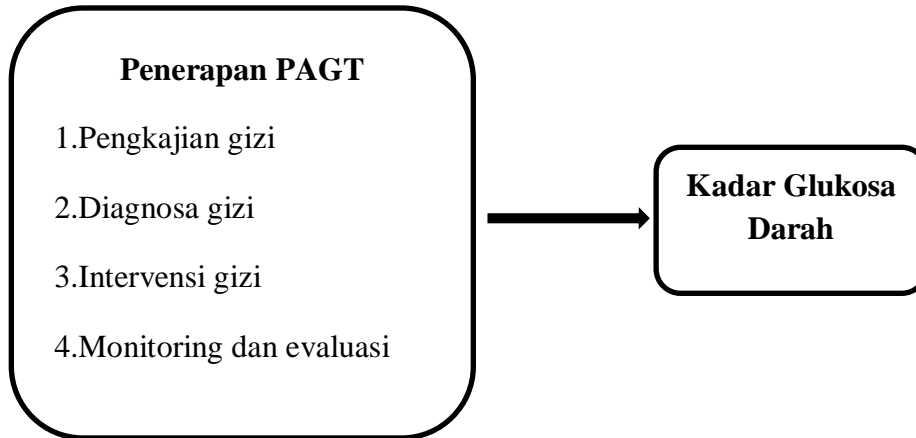 Penerapan PAGT
1.Pengkajian gizi
2.Diagnosa gizi
3.Intervensi gizi
4.Monitoring dan evaluasi
Kadar Glukosa
Darah